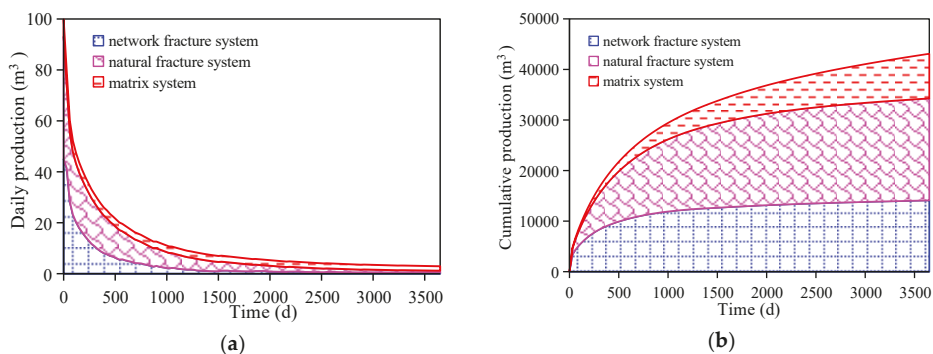 100
80
60
40
20
0
Daily production (m³)
network fracture system
natural fracture system
matrix system
0 500 1000 1500 2000 2500 3000 3500
Time (d)
(a)
50000
40000
30000
20000
10000
0
Cumulative production (m³)
network fracture system
natural fracture system
matrix system
0 500 1000 1500 2000 2500 3000 3500
Time (d)
(b)